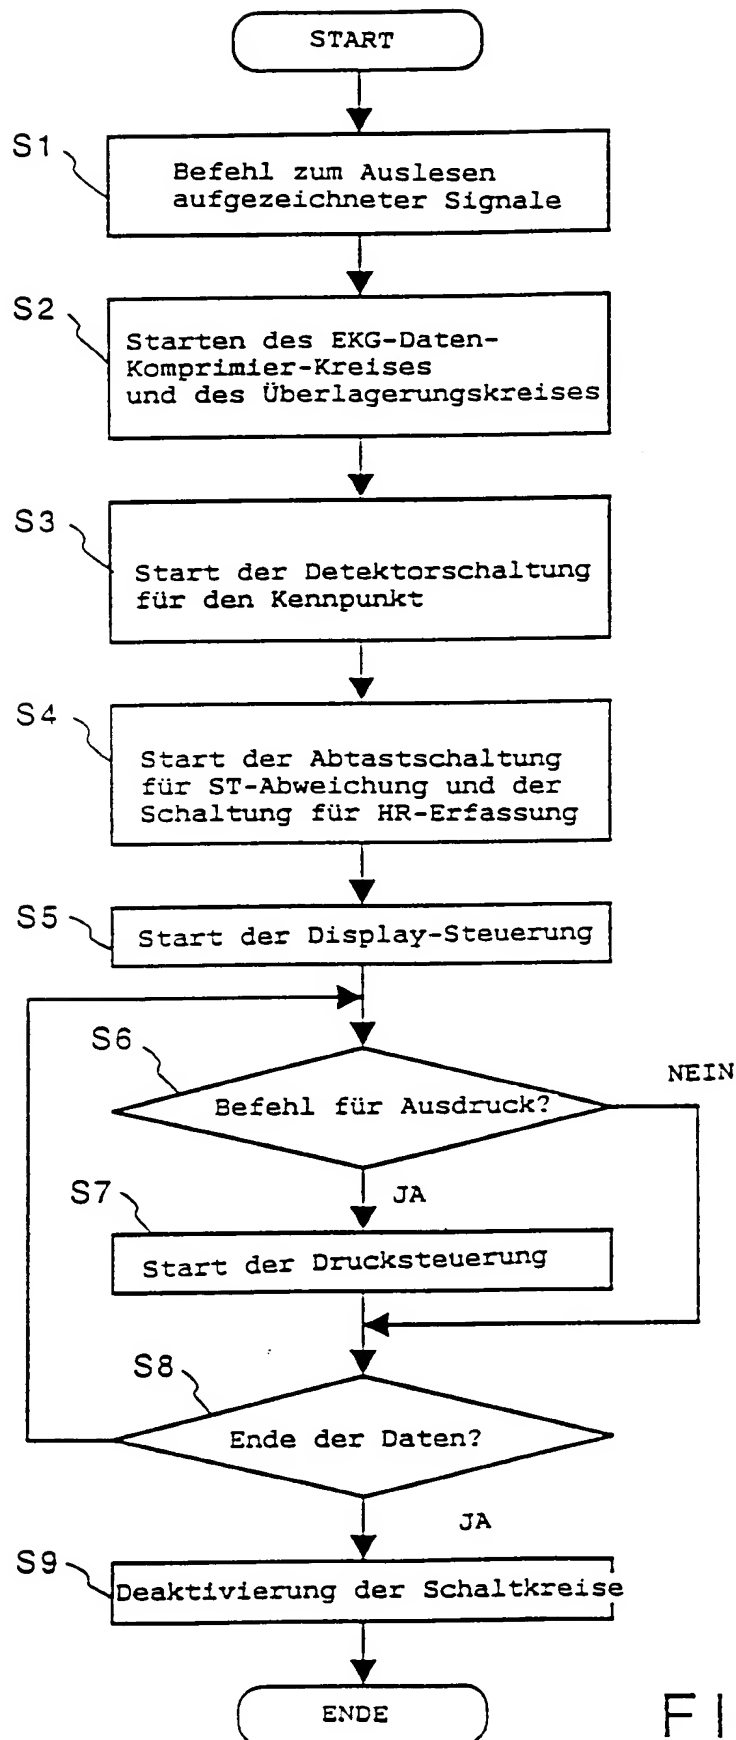 START
S1
Befehl zum Auslesen
aufgezeichneter Signale
S2
Starten des EKG-Daten-
Komprimier-Kreises
und des Überlagerungskreises
S3
Start der Detektorschaltung
für den Kennpunkt
S4
Start der Abtastschaltung
für ST-Abweichung und der
Schaltung für HR-Erfassung
S5
Start der Display-Steuerung
S6
Befehl für Ausdruck?
NEIN
JA
S7
Start der Drucksteuerung
S8
Ende der Daten?
JA
S9
Deaktivierung der Schaltkreise
ENDE
FI